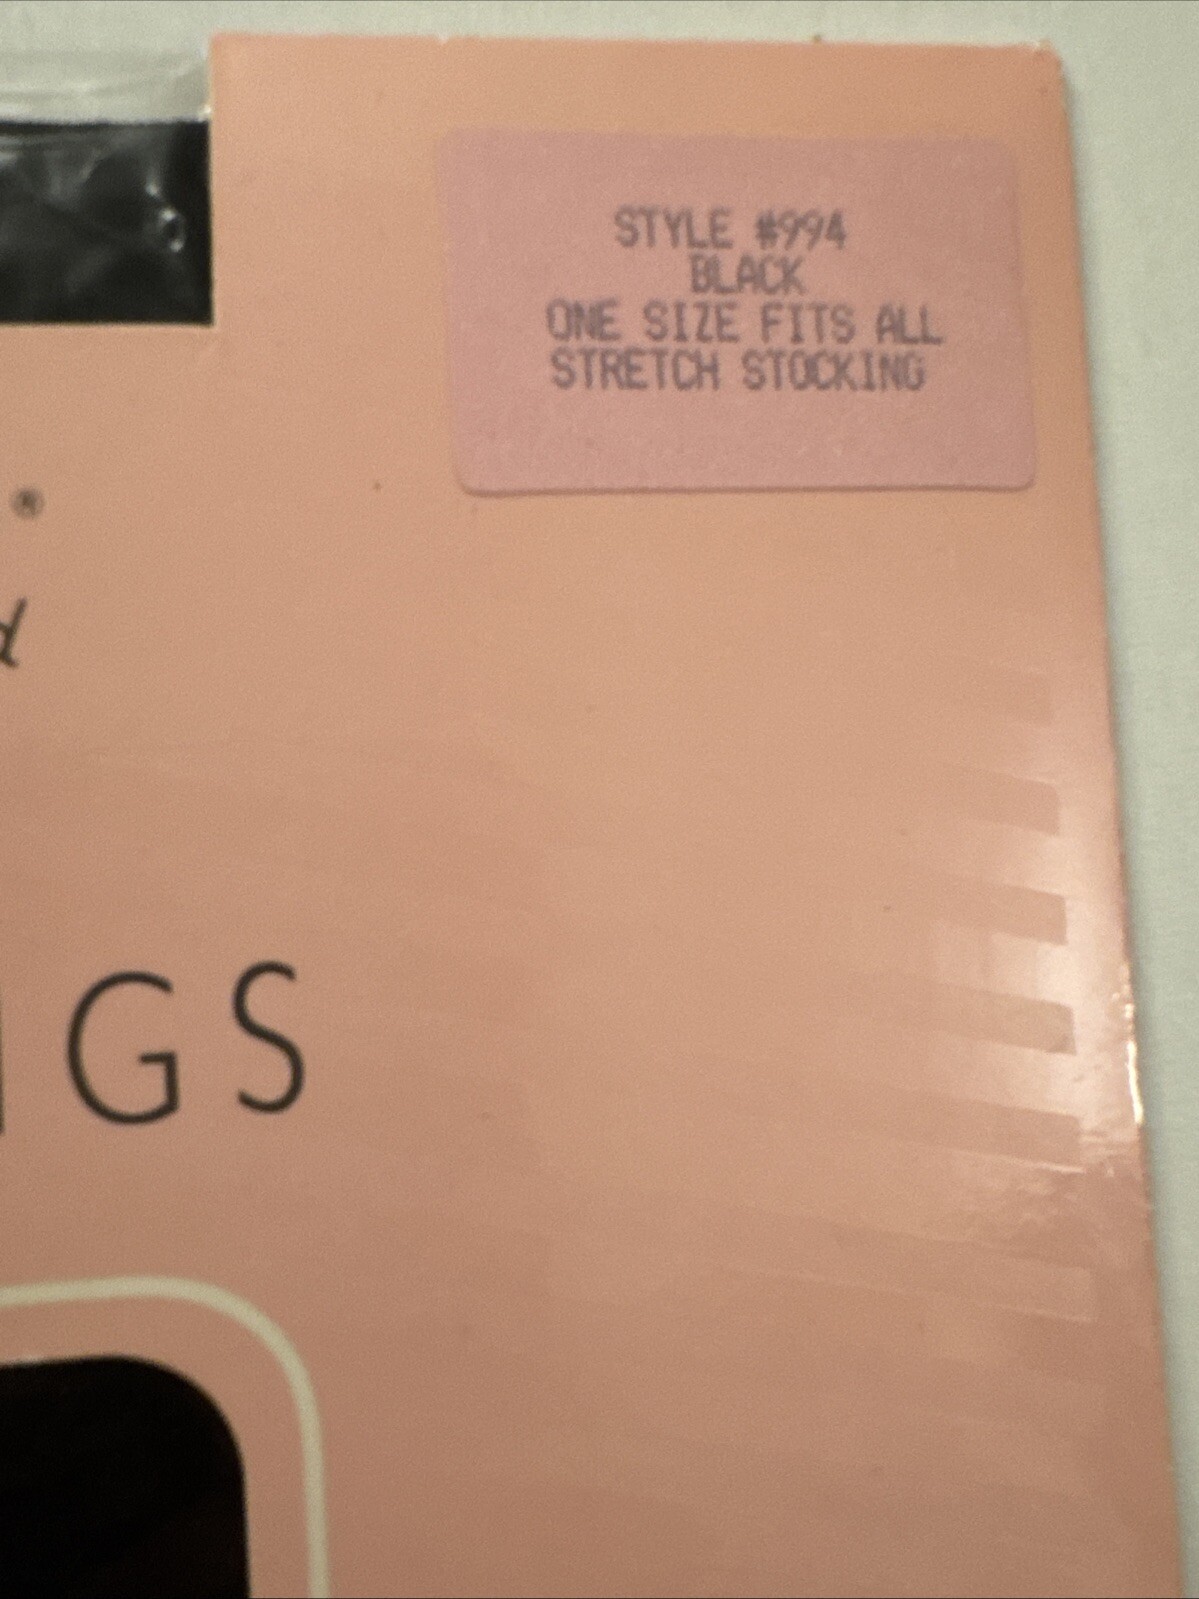 STYLE #994
BLACK
ONE SIZE FITS ALL
STRETCH STOCKING
®
d
GS